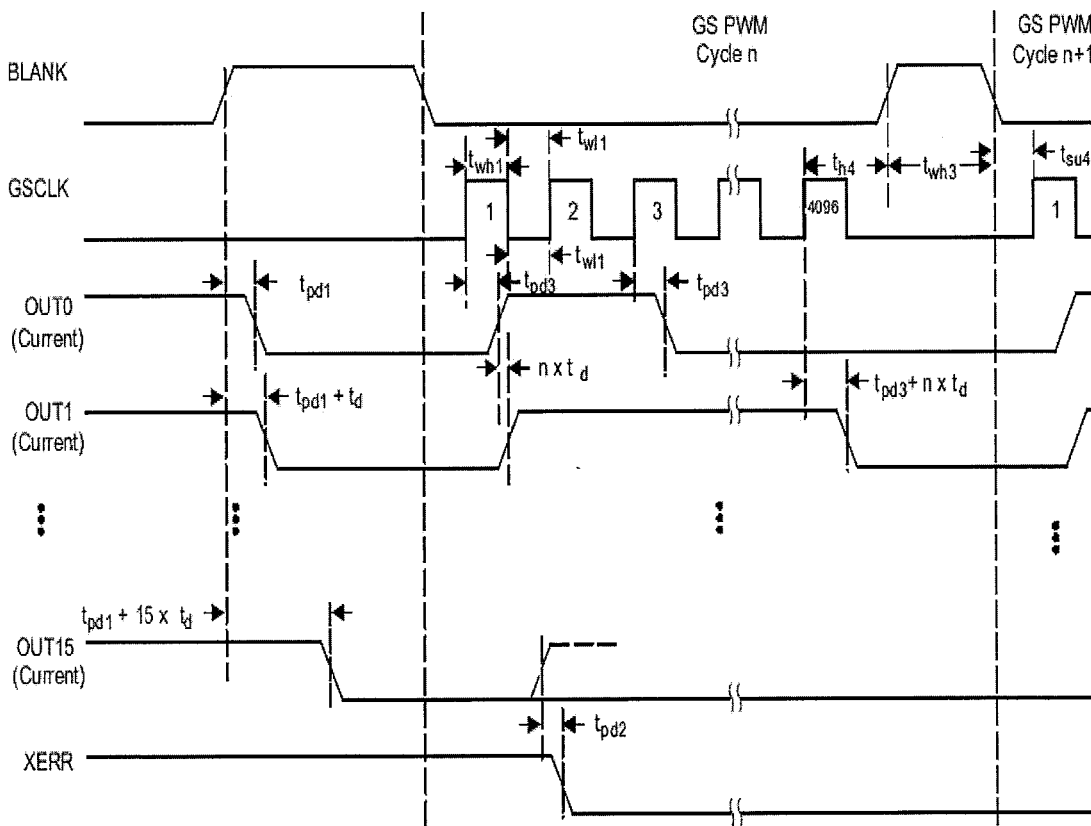 GS PWM
Cycle n
GS PWM
Cycle n+1
BLANK
t_wh1
t_wl1
t_h4
t_wh3
t_su4
GSCLK
1
2
3
4096
1
t_wl1
t_pd1
t_pd3
t_pd3
OUT0
(Current)
n x t_d
t_pd1 + t_d
t_pd3 + n x t_d
OUT1
(Current)
t_pd1 + 15 x t_d
OUT15
(Current)
t_pd2
XERR